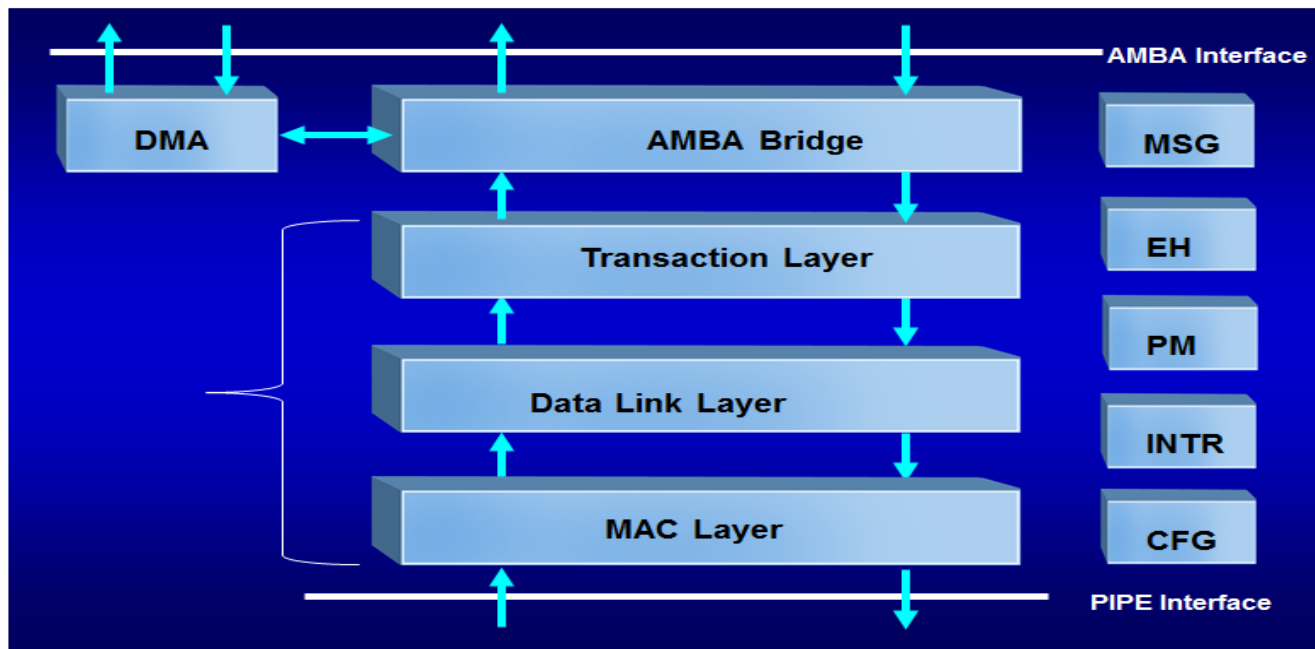 AMBA Interface
DMA
AMBA Bridge
MSG
Transaction Layer
EH
PM
Data Link Layer
INTR
MAC Layer
CFG
PIPE Interface